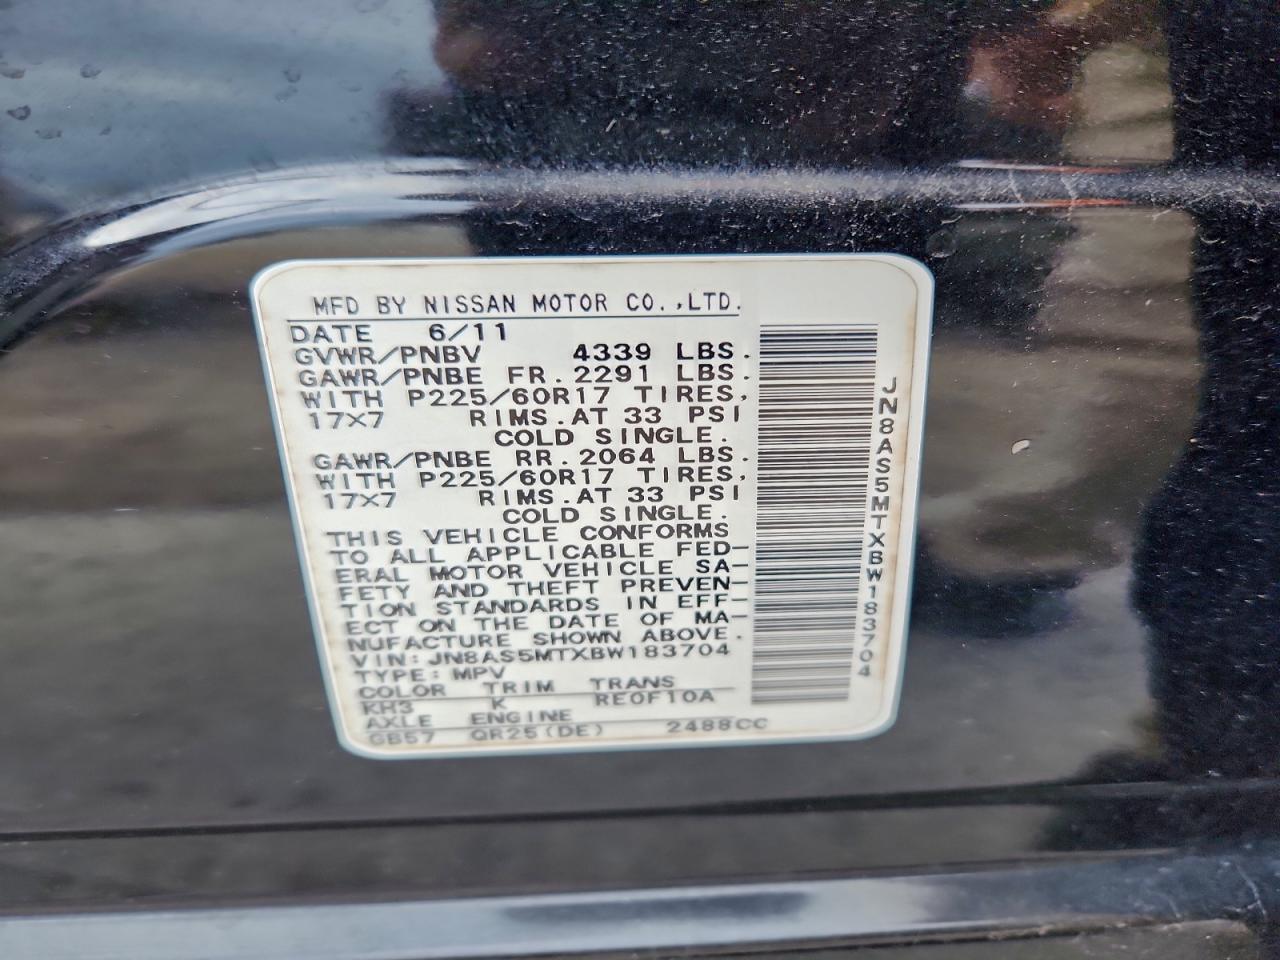 MFD BY NISSAN MOTOR CO.,LTD.
DATE 6/11
GVWR/PNBV 4339 LBS.
GAWR/PNBE FR.2291 LBS.
WITH P225/60R17 TIRES,
17X7 RIMS.AT 33 PSI
COLD SINGLE.
GAWR/PNBE RR.2064 LBS.
WITH P225/60R17 TIRES,
17X7 RIMS.AT 33 PSI
COLD SINGLE.
THIS VEHICLE CONFORMS
TO ALL APPLICABLE FED-
ERAL MOTOR VEHICLE SA-
FETY AND THEFT PREVEN-
TION STANDARDS IN EFF-
ECT ON THE DATE OF MA-
NUFACTURE SHOWN ABOVE.
VIN:JN8AS5MTXBW183704
TYPE:MPV
COLOR TRIM TRANS
KH3 K RE0F10A
AXLE ENGINE
GB57 QR25(DE) 2488CC
JN8AS5MTXBW183704